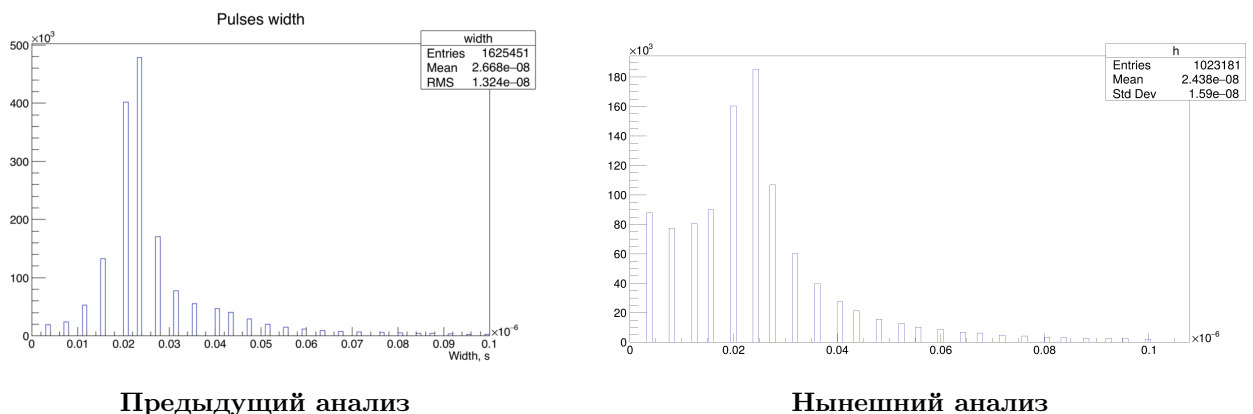 Pulses width
×10³
500
400
300
200
100
0
0 0.01 0.02 0.03 0.04 0.05 0.06 0.07 0.08 0.09 0.1
×10⁻⁶
Width, s
width
Entries 1625451
Mean 2.668e–08
RMS 1.324e–08
Предыдущий анализ
×10³
180
160
140
120
100
80
60
40
20
0
0 0.02 0.04 0.06 0.08 0.1
×10⁻⁶
h
Entries 1023181
Mean 2.438e–08
Std Dev 1.59e–08
Нынешний анализ